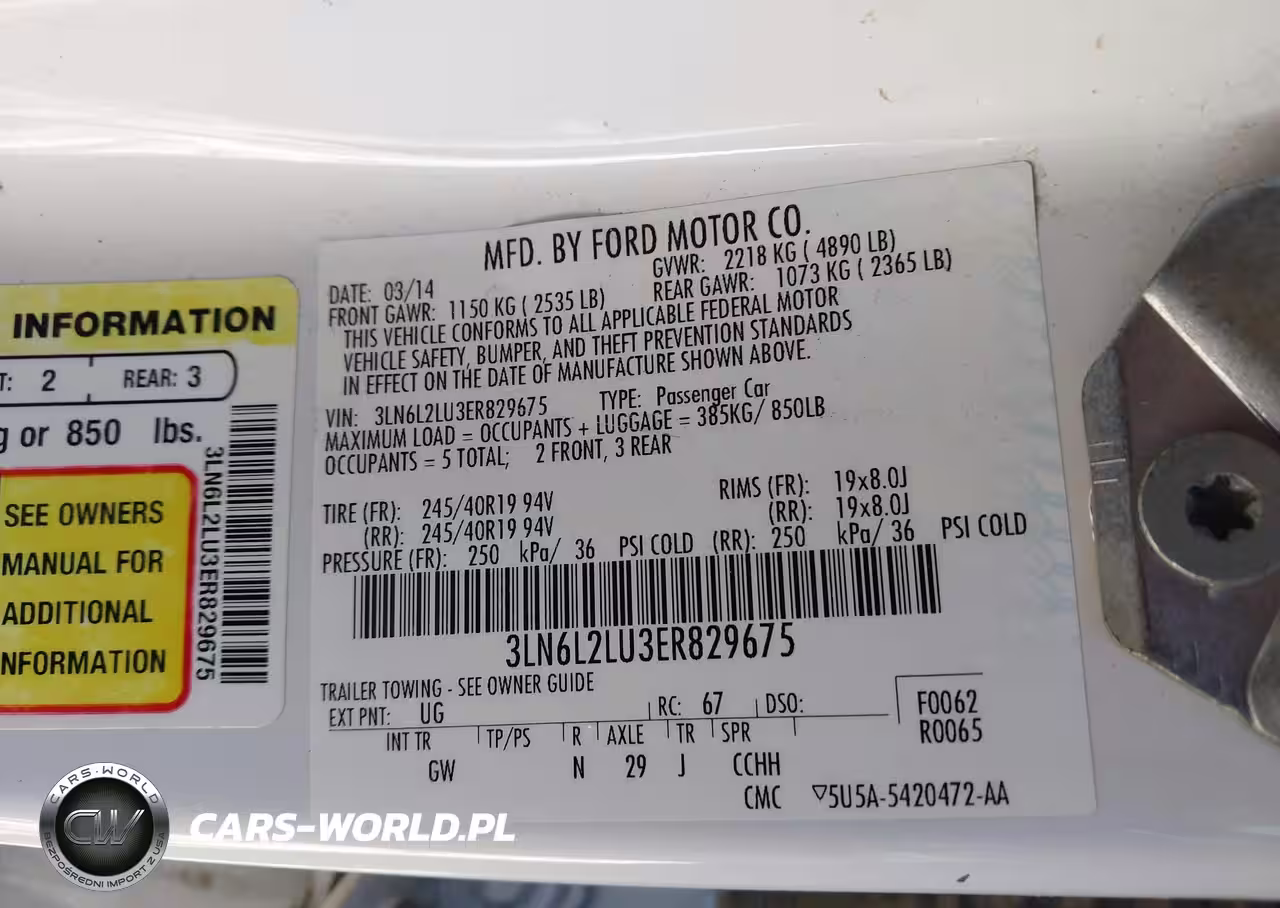 INFORMATION
T: 2 REAR: 3
g or 850 lbs.
SEE OWNERS
MANUAL FOR
ADDITIONAL
NFORMATION
3LN6L2LU3ER829675
MFD. BY FORD MOTOR CO.
DATE: 03/14 GVWR: 2218 KG ( 4890 LB)
FRONT GAWR: 1150 KG ( 2535 LB) REAR GAWR: 1073 KG ( 2365 LB)
THIS VEHICLE CONFORMS TO ALL APPLICABLE FEDERAL MOTOR
VEHICLE SAFETY, BUMPER, AND THEFT PREVENTION STANDARDS
IN EFFECT ON THE DATE OF MANUFACTURE SHOWN ABOVE.
VIN: 3LN6L2LU3ER829675 TYPE: Passenger Car
MAXIMUM LOAD = OCCUPANTS + LUGGAGE = 385KG/ 850LB
OCCUPANTS = 5 TOTAL; 2 FRONT, 3 REAR
TIRE (FR): 245/40R19 94V RIMS (FR): 19x8.0J
(RR): 245/40R19 94V (RR): 19x8.0J
PRESSURE (FR): 250 kPa/ 36 PSI COLD (RR): 250 kPa/ 36 PSI COLD
3LN6L2LU3ER829675
TRAILER TOWING - SEE OWNER GUIDE
EXT PNT: UG RC: 67 DSO: F0062
R0065
INT TR TP/PS R AXLE TR SPR
GW N 29 J CCHH
CMC ▽5U5A-5420472-AA
CARS-WORLD
CW
BEZPOŚREDNI IMPORT Z USA
CARS-WORLD.PL